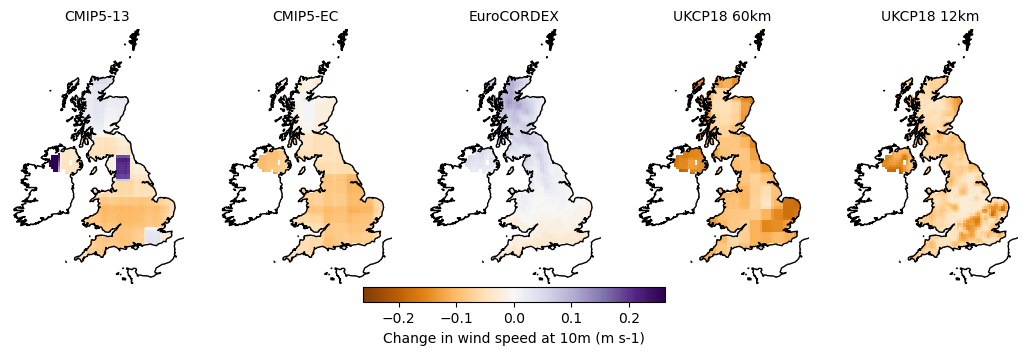 CMIP5-13 CMIP5-EC EuroCORDEX UKCP18 60km UKCP18 12km
−0.2 −0.1 0.0 0.1 0.2
Change in wind speed at 10m (m s-1)